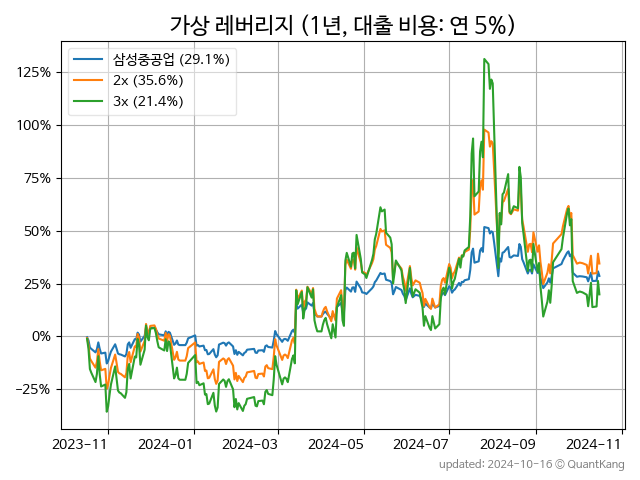 가상 레버리지 (1년, 대출 비용: 연 5%)
삼성중공업 (29.1%)
2x (35.6%)
3x (21.4%)
125%
100%
75%
50%
25%
0%
−25%
2023-11 2024-01 2024-03 2024-05 2024-07 2024-09 2024-11
updated: 2024-10-16 © QuantKang